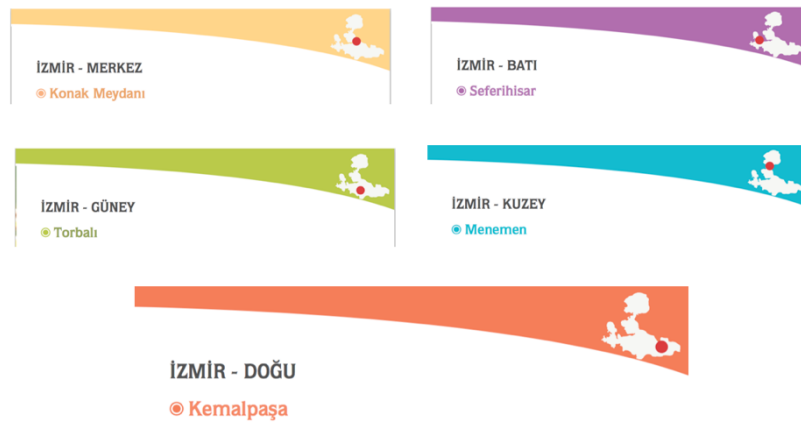 İZMİR - MERKEZ
Konak Meydanı
İZMİR - BATI
Seferihisar
İZMİR - GÜNEY
Torbalı
İZMİR - KUZEY
Menemen
İZMİR - DOĞU
Kemalpaşa